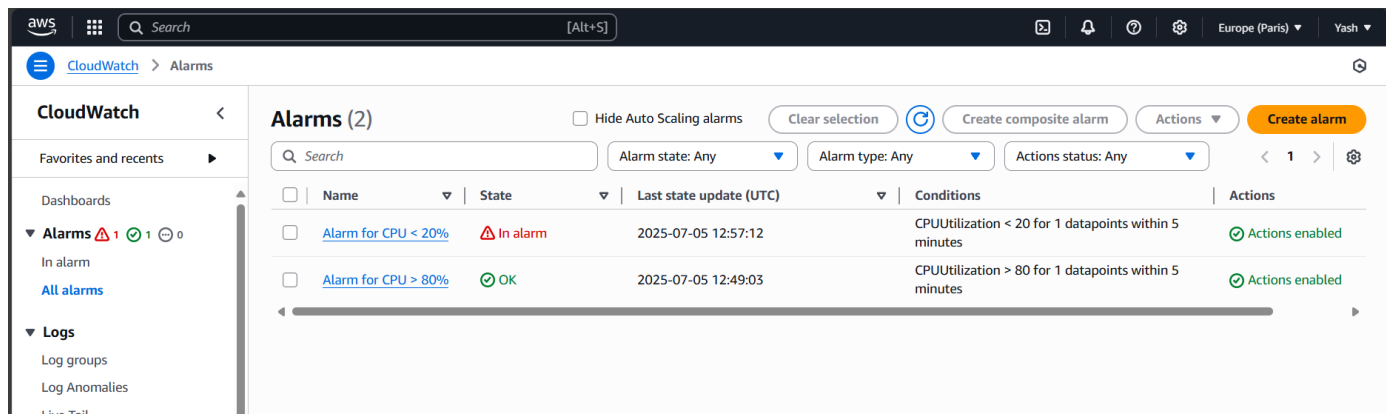 aws
Search [Alt+S]
Europe (Paris) ▼ Yash ▼
CloudWatch > Alarms
CloudWatch
Favorites and recents
Dashboards
Alarms 1 1 0
In alarm
All alarms
Logs
Log groups
Log Anomalies
Live Tail
Alarms (2)
Hide Auto Scaling alarms Clear selection Create composite alarm Actions ▼ Create alarm
Search Alarm state: Any Alarm type: Any Actions status: Any < 1 >
Name State Last state update (UTC) Conditions Actions
Alarm for CPU < 20% In alarm 2025-07-05 12:57:12 CPUUtilization < 20 for 1 datapoints within 5 Actions enabled
minutes
Alarm for CPU > 80% OK 2025-07-05 12:49:03 CPUUtilization > 80 for 1 datapoints within 5 Actions enabled
minutes